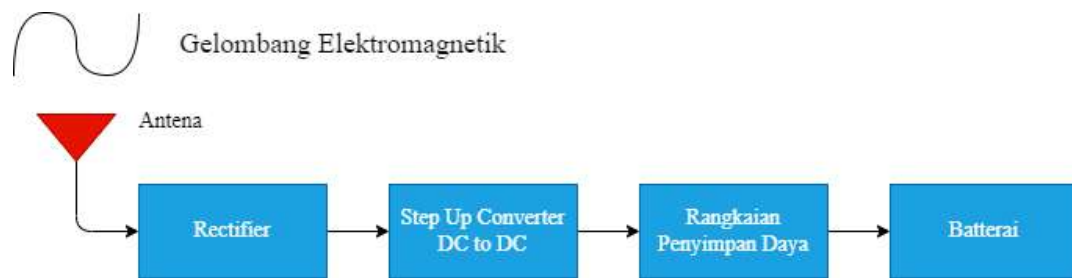 Gelombang Elektromagnetik
Antena
Rectifier
Step Up Converter
DC to DC
Rangkaian
Penyimpan Daya
Batterai